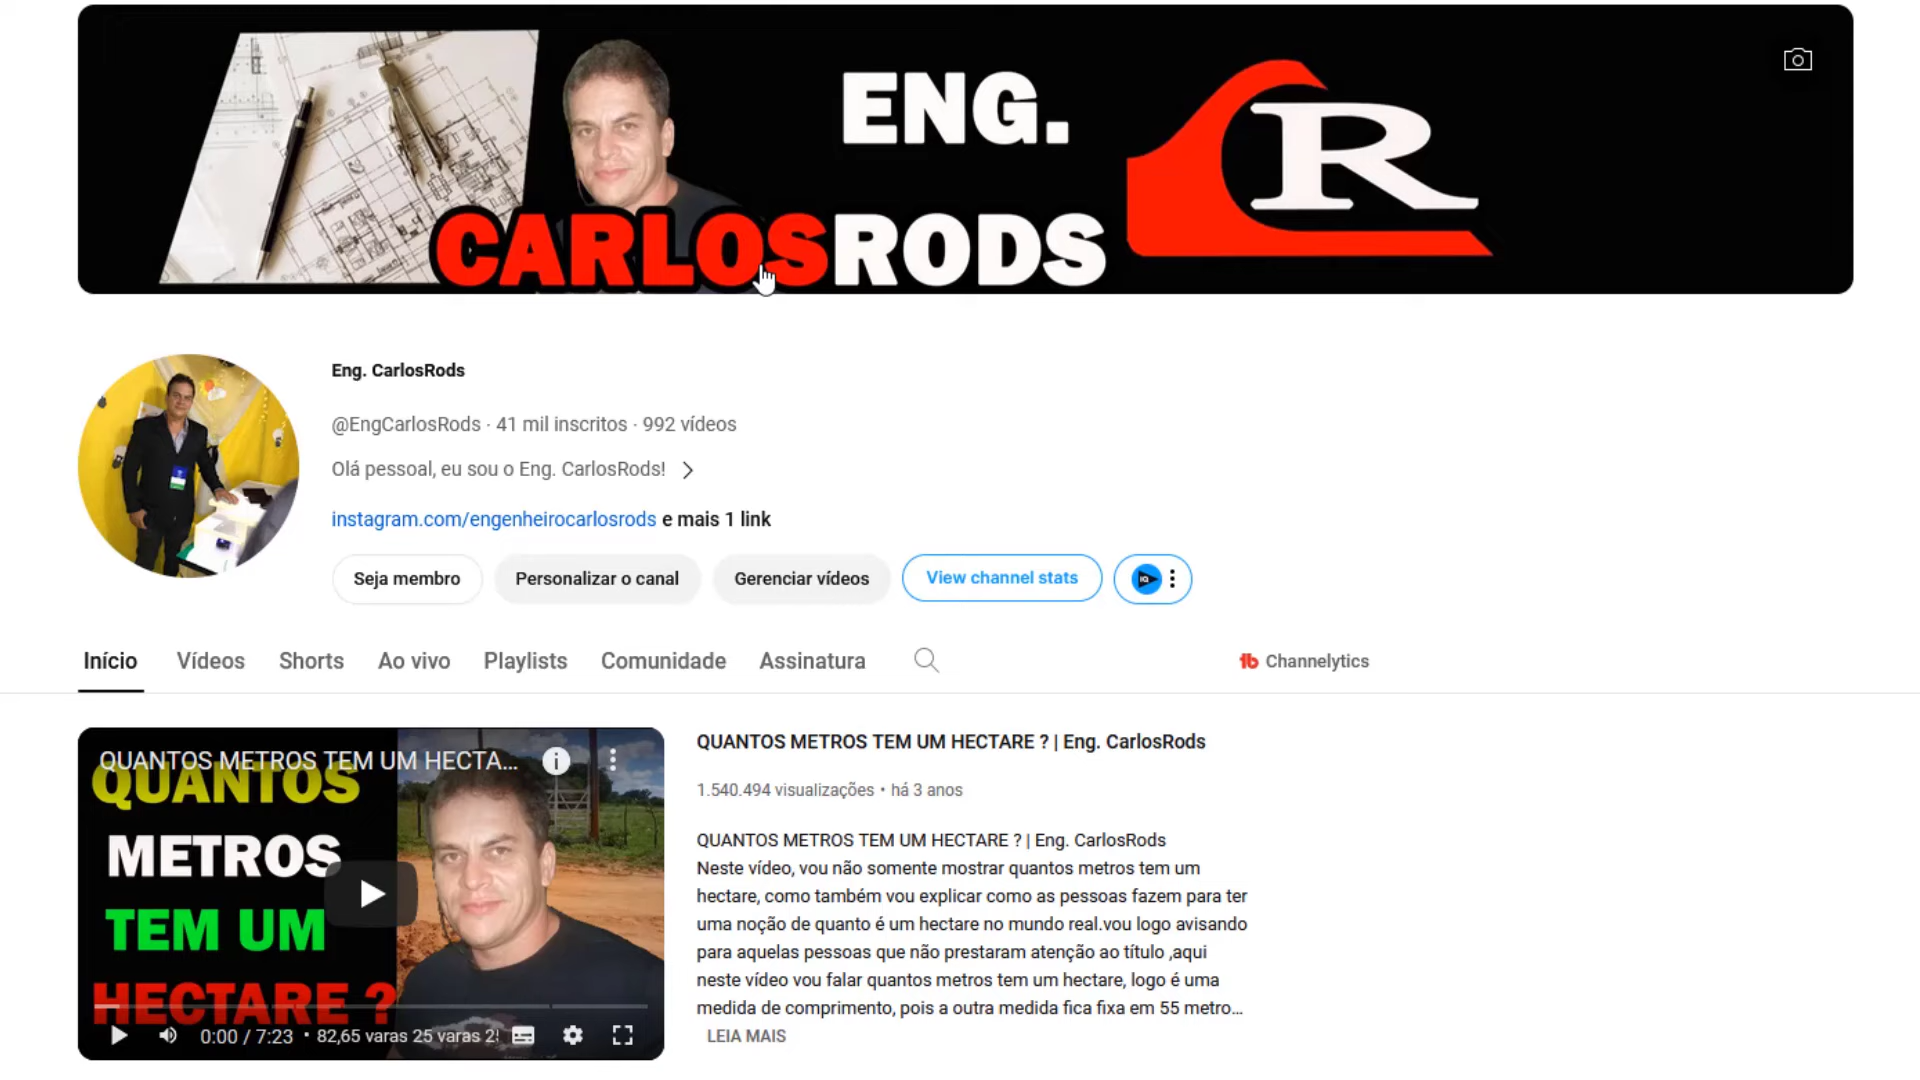 ENG.
CARLOSRODS
R
Eng. CarlosRods
@EngCarlosRods · 41 mil inscritos · 992 vídeos
Olá pessoal, eu sou o Eng. CarlosRods!
instagram.com/engenheirocarlosrods e mais 1 link
Seja membro
Personalizar o canal
Gerenciar vídeos
View channel stats
IQ
Início
Vídeos
Shorts
Ao vivo
Playlists
Comunidade
Assinatura
Channelytics
QUANTOS METROS TEM UM HECTA...
QUANTOS
METROS
TEM UM
HECTARE ?
0:00 / 7:23 • 82,65 varas 25 varas 2
QUANTOS METROS TEM UM HECTARE ? | Eng. CarlosRods
1.540.494 visualizações • há 3 anos
QUANTOS METROS TEM UM HECTARE ? | Eng. CarlosRods
Neste vídeo, vou não somente mostrar quantos metros tem um
hectare, como também vou explicar como as pessoas fazem para ter
uma noção de quanto é um hectare no mundo real.vou logo avisando
para aquelas pessoas que não prestaram atenção ao título ,aqui
neste vídeo vou falar quantos metros tem um hectare, logo é uma
medida de comprimento, pois a outra medida fica fixa em 55 metro...
LEIA MAIS